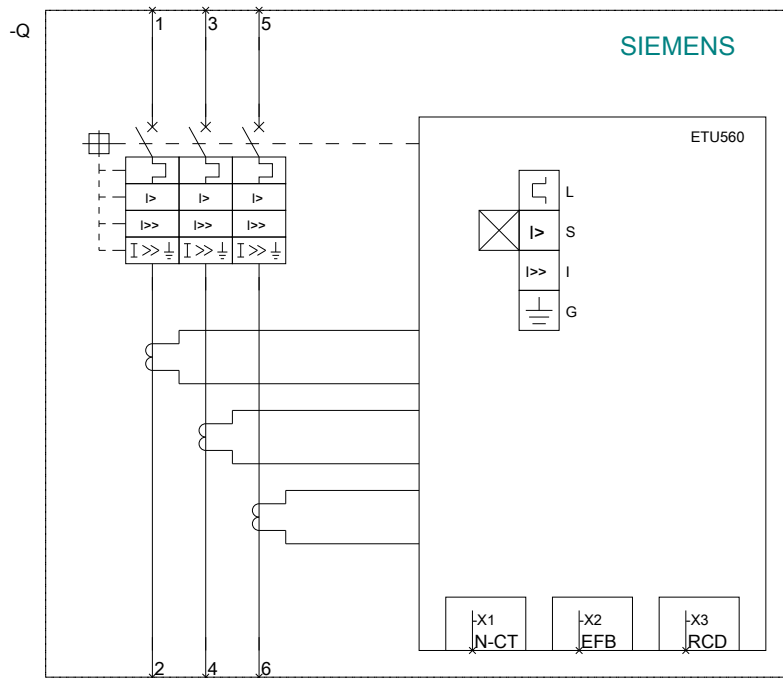 -Q
1 3 5
SIEMENS
ETU560
L
I> I> I> I> S
I>> I>> I>> I>> I
I>> I>> I>> G
-X1 -X2 -X3
N-CT EFB RCD
2 4 6